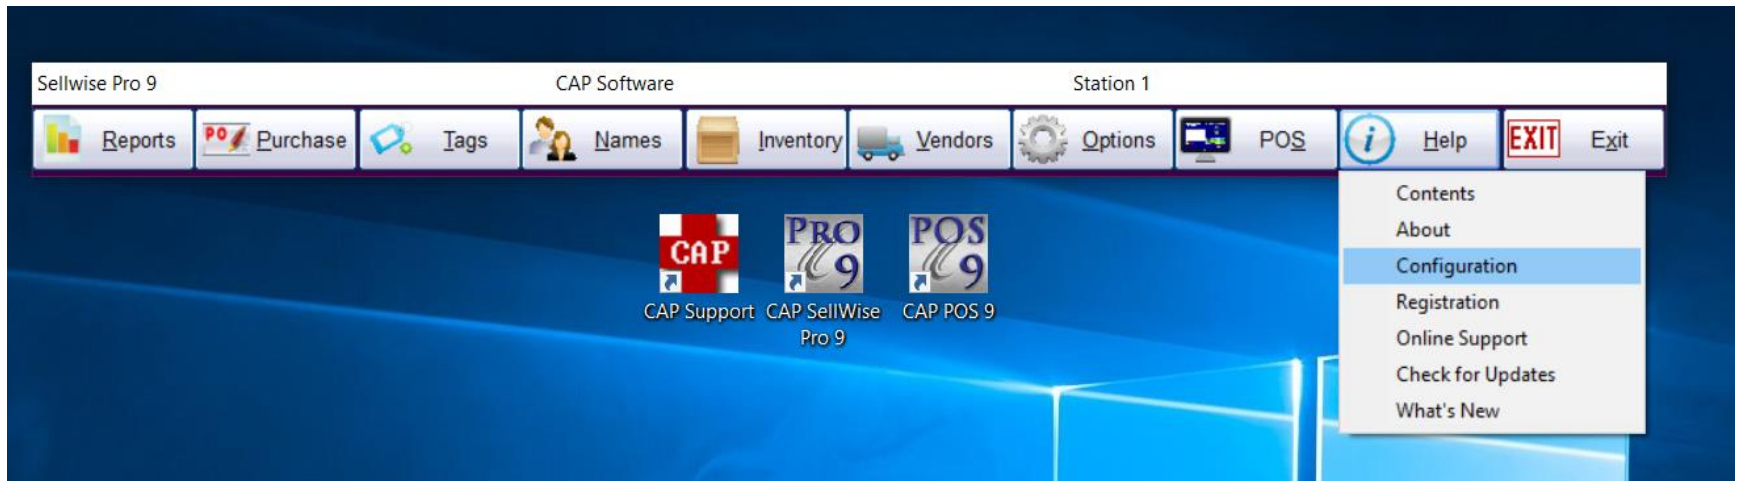 Sellwise Pro 9 CAP Software Station 1
Reports PO Purchase Tags Names Inventory Vendors Options POS i Help EXIT Exit
Contents
About
Configuration
Registration
Online Support
Check for Updates
What's New
CAP PRO 9 POS 9
CAP Support CAP SellWise Pro 9 CAP POS 9